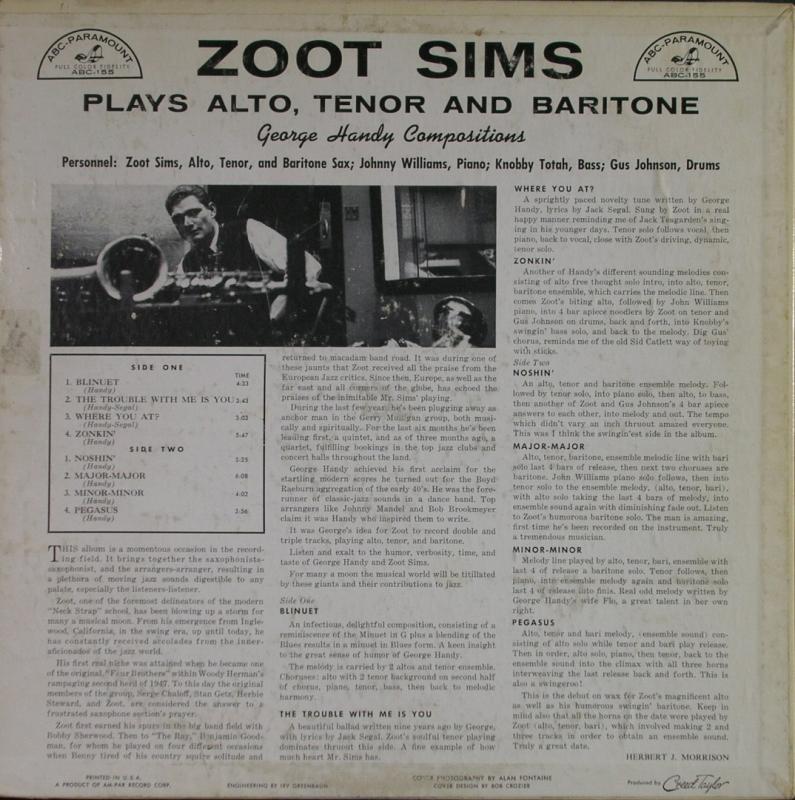 ABC-PARAMOUNT
FULL COLOR FIDELITY
ABC-155
ZOOT SIMS
ABC-PARAMOUNT
FULL COLOR FIDELITY
ABC-155
PLAYS ALTO, TENOR AND BARITONE
George Handy Compositions
Personnel: Zoot Sims, Alto, Tenor, and Baritone Sax; Johnny Williams, Piano; Knobby Totah, Bass; Gus Johnson, Drums
SIDE ONE
TIME
1. BLINUET 4:33
(Handy)
2. THE TROUBLE WITH ME IS YOU 5:43
(Handy-Segal)
3. WHERE YOU AT? 3:03
(Handy-Segal)
4. ZONKIN' 5:47
(Handy)
SIDE TWO
1. NOSHIN' 5:25
(Handy)
2. MAJOR-MAJOR 6:08
(Handy)
3. MINOR-MINOR 4:02
(Handy)
4. PEGASUS 3:56
(Handy)
THIS album is a momentous occasion in the record-
ing field. It brings together the saxophonists-
saxophonist, and the arrangers-arranger, resulting in
a plethora of moving jazz sounds digestible to any
palate, especially the listeners-listener.
Zoot, one of the foremost delineators of the modern
"Neck Strap" school, has been blowing up a storm for
many a musical moon. From his emergence from Ingle-
wood, California, in the swing era, up until today, he
has constantly received alcolades from the inner-
aficionados of the jazz world.
His first real niche was attained when he became one
of the original "Four Brothers" within Woody Herman's
rampaging second herd of 1947. To this day the original
members of the group, Serge Chaloff, Stan Getz, Herbie
Steward, and Zoot, are considered the answer to a
frustrated saxophone section's prayer.
Zoot first earned his spurs in the big band field with
Bobby Sherwood. Then to "The Ray," Benjamin Good-
man, for whom he played on four different occasions
when Benny tired of his country squire solitude and
returned to macadam band road. It was during one of
these jaunts that Zoot received all the praise from the
European Jazz critics. Since then, Europe, as well as the
far east and all corners of the globe, has echoed the
praises of the inimitable Mr. Sims' playing.
During the last few year, he's been plugging away as
anchor man in the Gerry Mulligan group, both musi-
cally and spiritually. For the last six months he's been
leading first, a quintet, and as of three months ago, a
quartet, fulfilling bookings in the top jazz clubs and
concert halls throughout the land.
George Handy achieved his first acclaim for the
startling modern scores he turned out for the Boyd
Raeburn aggregation of the early 40's. He was the fore-
runner of classic-jazz sounds in a dance band. Top
arrangers like Johnny Mandel and Bob Brookmeyer
claim it was Handy who inspired them to write.
It was George's idea for Zoot to record double and
triple tracks, playing alto, tenor, and baritone.
Listen and exalt to the humor, verbosity, time, and
taste of George Handy and Zoot Sims.
For many a moon the musical world will be titillated
by these giants and their contributions to jazz.
Side One
BLINUET
An infectious, delightful composition, consisting of a
reminiscence of the Minuet in G plus a blending of the
Blues results in a minuet in Blues form. A keen insight
to the great sense of humor of George Handy.
The melody is carried by 2 altos and tenor ensemble.
Choruses: alto with 2 tenor background on second half
of chorus, piano, tenor, bass, then back to melodic
harmony.
THE TROUBLE WITH ME IS YOU
A beautiful ballad written nine years ago by George,
with lyrics by Jack Segal. Zoot's soulful tenor playing
dominates thruout this side. A fine example of how
much heart Mr. Sims has.
WHERE YOU AT?
A sprightly paced novelty tune written by George
Handy, lyrics by Jack Segal. Sung by Zoot in a real
happy manner reminding me of Jack Teagarden's sing-
ing in his younger days. Tenor solo follows vocal, then
piano, back to vocal, close with Zoot's driving, dynamic,
tenor solo.
ZONKIN'
Another of Handy's different sounding melodies con-
sisting of alto free thought solo intro, into alto, tenor,
baritone ensemble, which carries the melodic line. Then
comes Zoot's biting alto, followed by John Williams
piano, into 4 bar apiece noodlers by Zoot on tenor and
Gus Johnson on drums, back and forth, into Knobby's
swingin' bass solo, and back to the melody. Dig Gus'
chorus, reminds me of the old Sid Catlett way of toying
with sticks.
Side Two
NOSHIN'
An alto, tenor and baritone ensemble melody. Fol-
lowed by tenor solo, into piano solo, then alto, to bass,
then another of Zoot and Gus Johnson's 4 bar apiece
answers to each other, into melody and out. The tempo
which didn't vary an inch thruout amazed everyone.
This was I think the swingin'est side in the album.
MAJOR-MAJOR
Alto, tenor, baritone, ensemble melodic line with bari
solo last 4 bars of release, then next two choruses are
baritone. John Williams piano solo follows, then into
tenor solo to the ensemble melody, (alto, tenor, bari),
with alto solo taking the last 4 bars of melody, into
ensemble sound again with diminishing fade out. Listen
to Zoot's humorous baritone solo. The man is amazing,
first time he's been recorded on the instrument. Truly
a tremendous musician.
MINOR-MINOR
Melody line played by alto, tenor, bari, ensemble with
last 4 of release a baritone solo. Tenor follows, then
piano, into ensemble melody again and baritone solo
last 4 of release into finis. Real old melody written by
George Handy's wife Flo, a great talent in her own
right.
PEGASUS
Alto, tenor and bari melody, (ensemble sound) con-
sisting of alto solo while tenor and bari play release.
Then in order, alto solo, piano, then tenor, back to the
ensemble sound into the climax with all three horns
interweaving the last release back and forth. This is
also a swingeroo!
This is the debut on wax for Zoot's magnificent alto
as well as his humorous swingin' baritone. Keep in
mind also that all the horns on the date were played by
Zoot (alto, tenor, bari), which involved making 2 and
three tracks in order to obtain an ensemble sound.
Truly a great date.
HERBERT J. MORRISON
PRINTED IN U.S.A.
A PRODUCT OF AM-PAR RECORD CORP.
ENGINEERING BY IRV GREENBAUM
COVER PHOTOGRAPHY BY ALAN FONTAINE
COVER DESIGN BY BOB CROZIER
Produced by Creed Taylor